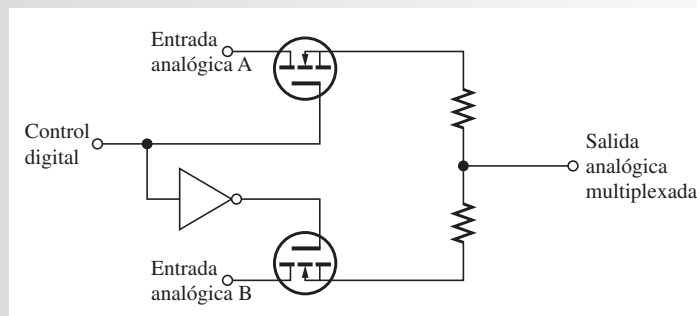 Entrada
analógica A
Control
digital
Salida
analógica
multiplexada
Entrada
analógica B